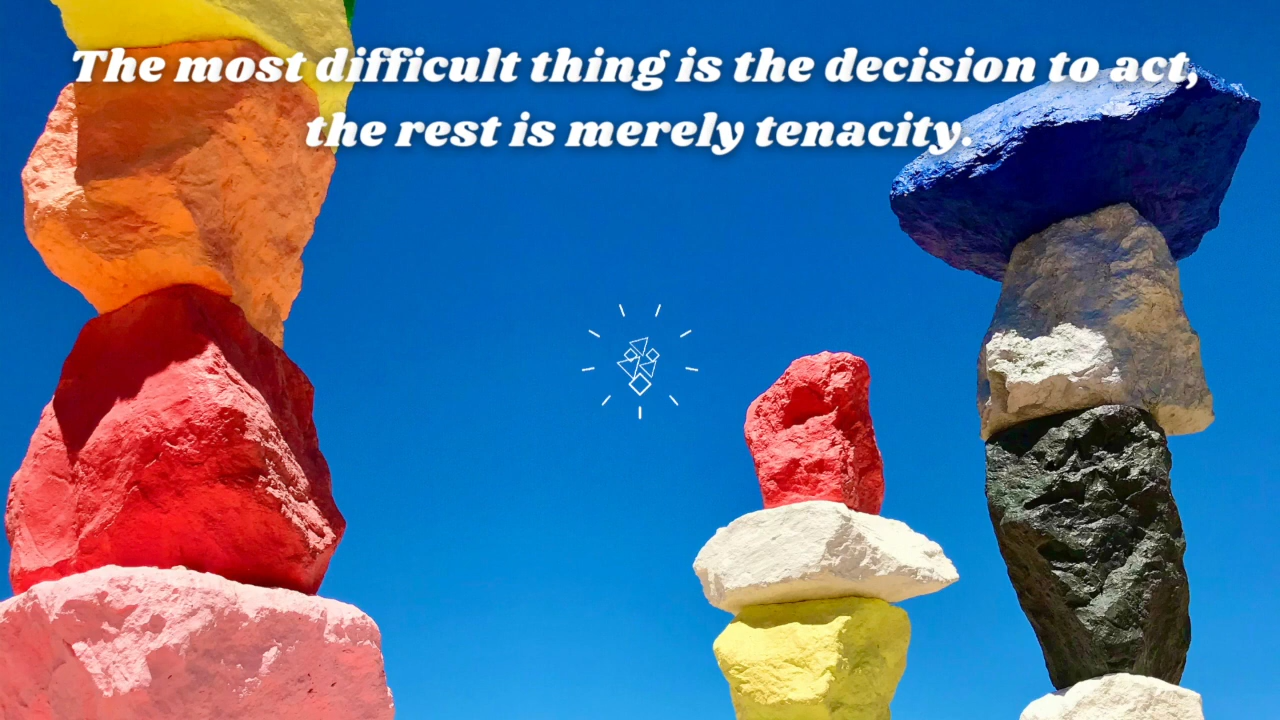 The most difficult thing is the decision to act,
the rest is merely tenacity.